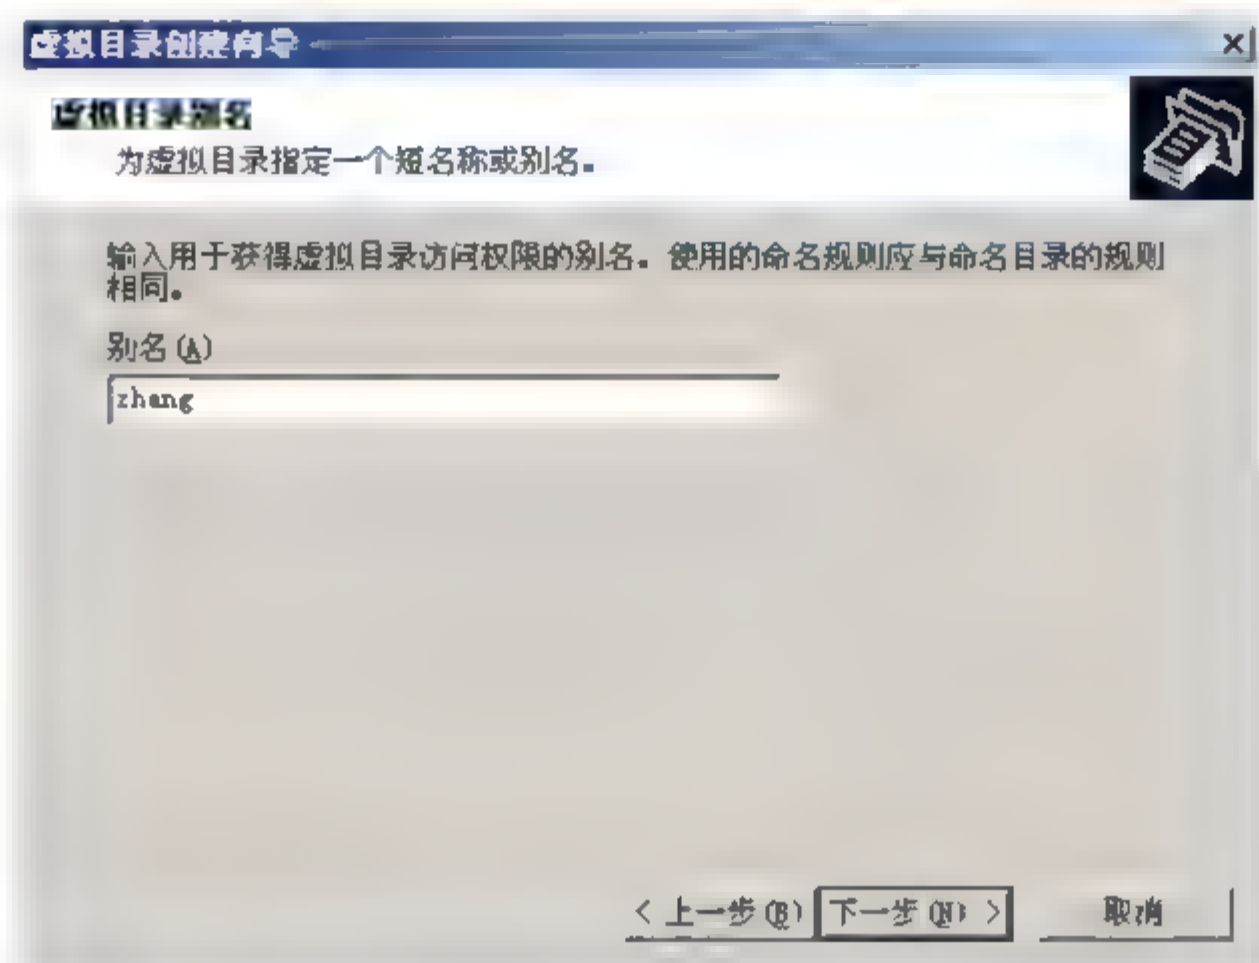 虚拟目录创建向导
虚拟目录别名
为虚拟目录指定一个短名称或别名。
输入用于获得虚拟目录访问权限的别名。使用的命名规则应与命名目录的规则
相同。
别名(A)
zhang
< 上一步(B) 下一步(N) > 取消